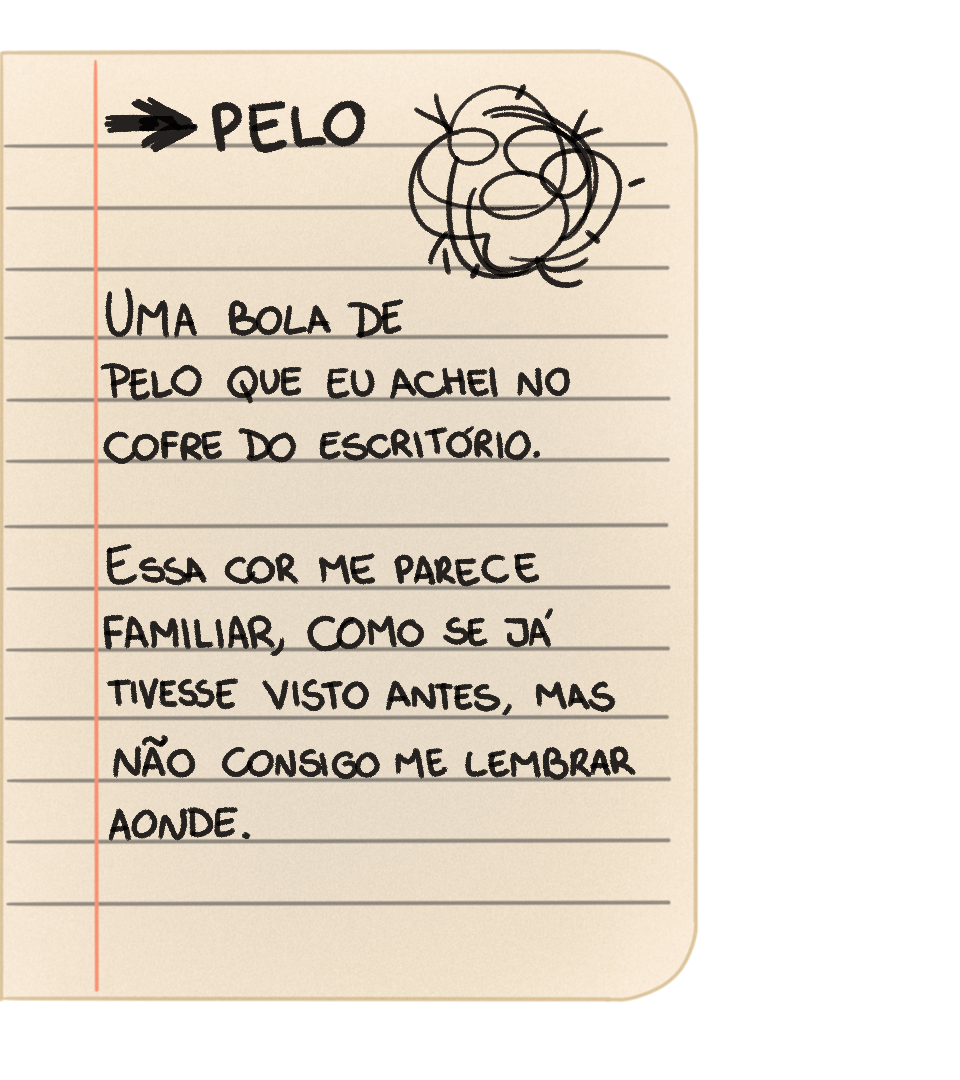 PELO
UMA BOLA DE
PELO QUE EU ACHEI NO
COFRE DO ESCRITÓRIO.
ESSA COR ME PARECE
FAMILIAR, COMO SE JÁ
TIVESSE VISTO ANTES, MAS
NÃO CONSIGO ME LEMBRAR
AONDE.